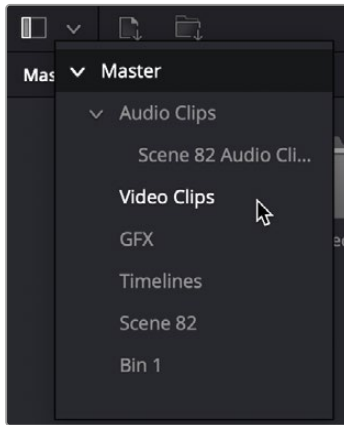 Mas
Master
Audio Clips
Scene 82 Audio Cli...
Video Clips
GFX
Timelines
Scene 82
Bin 1